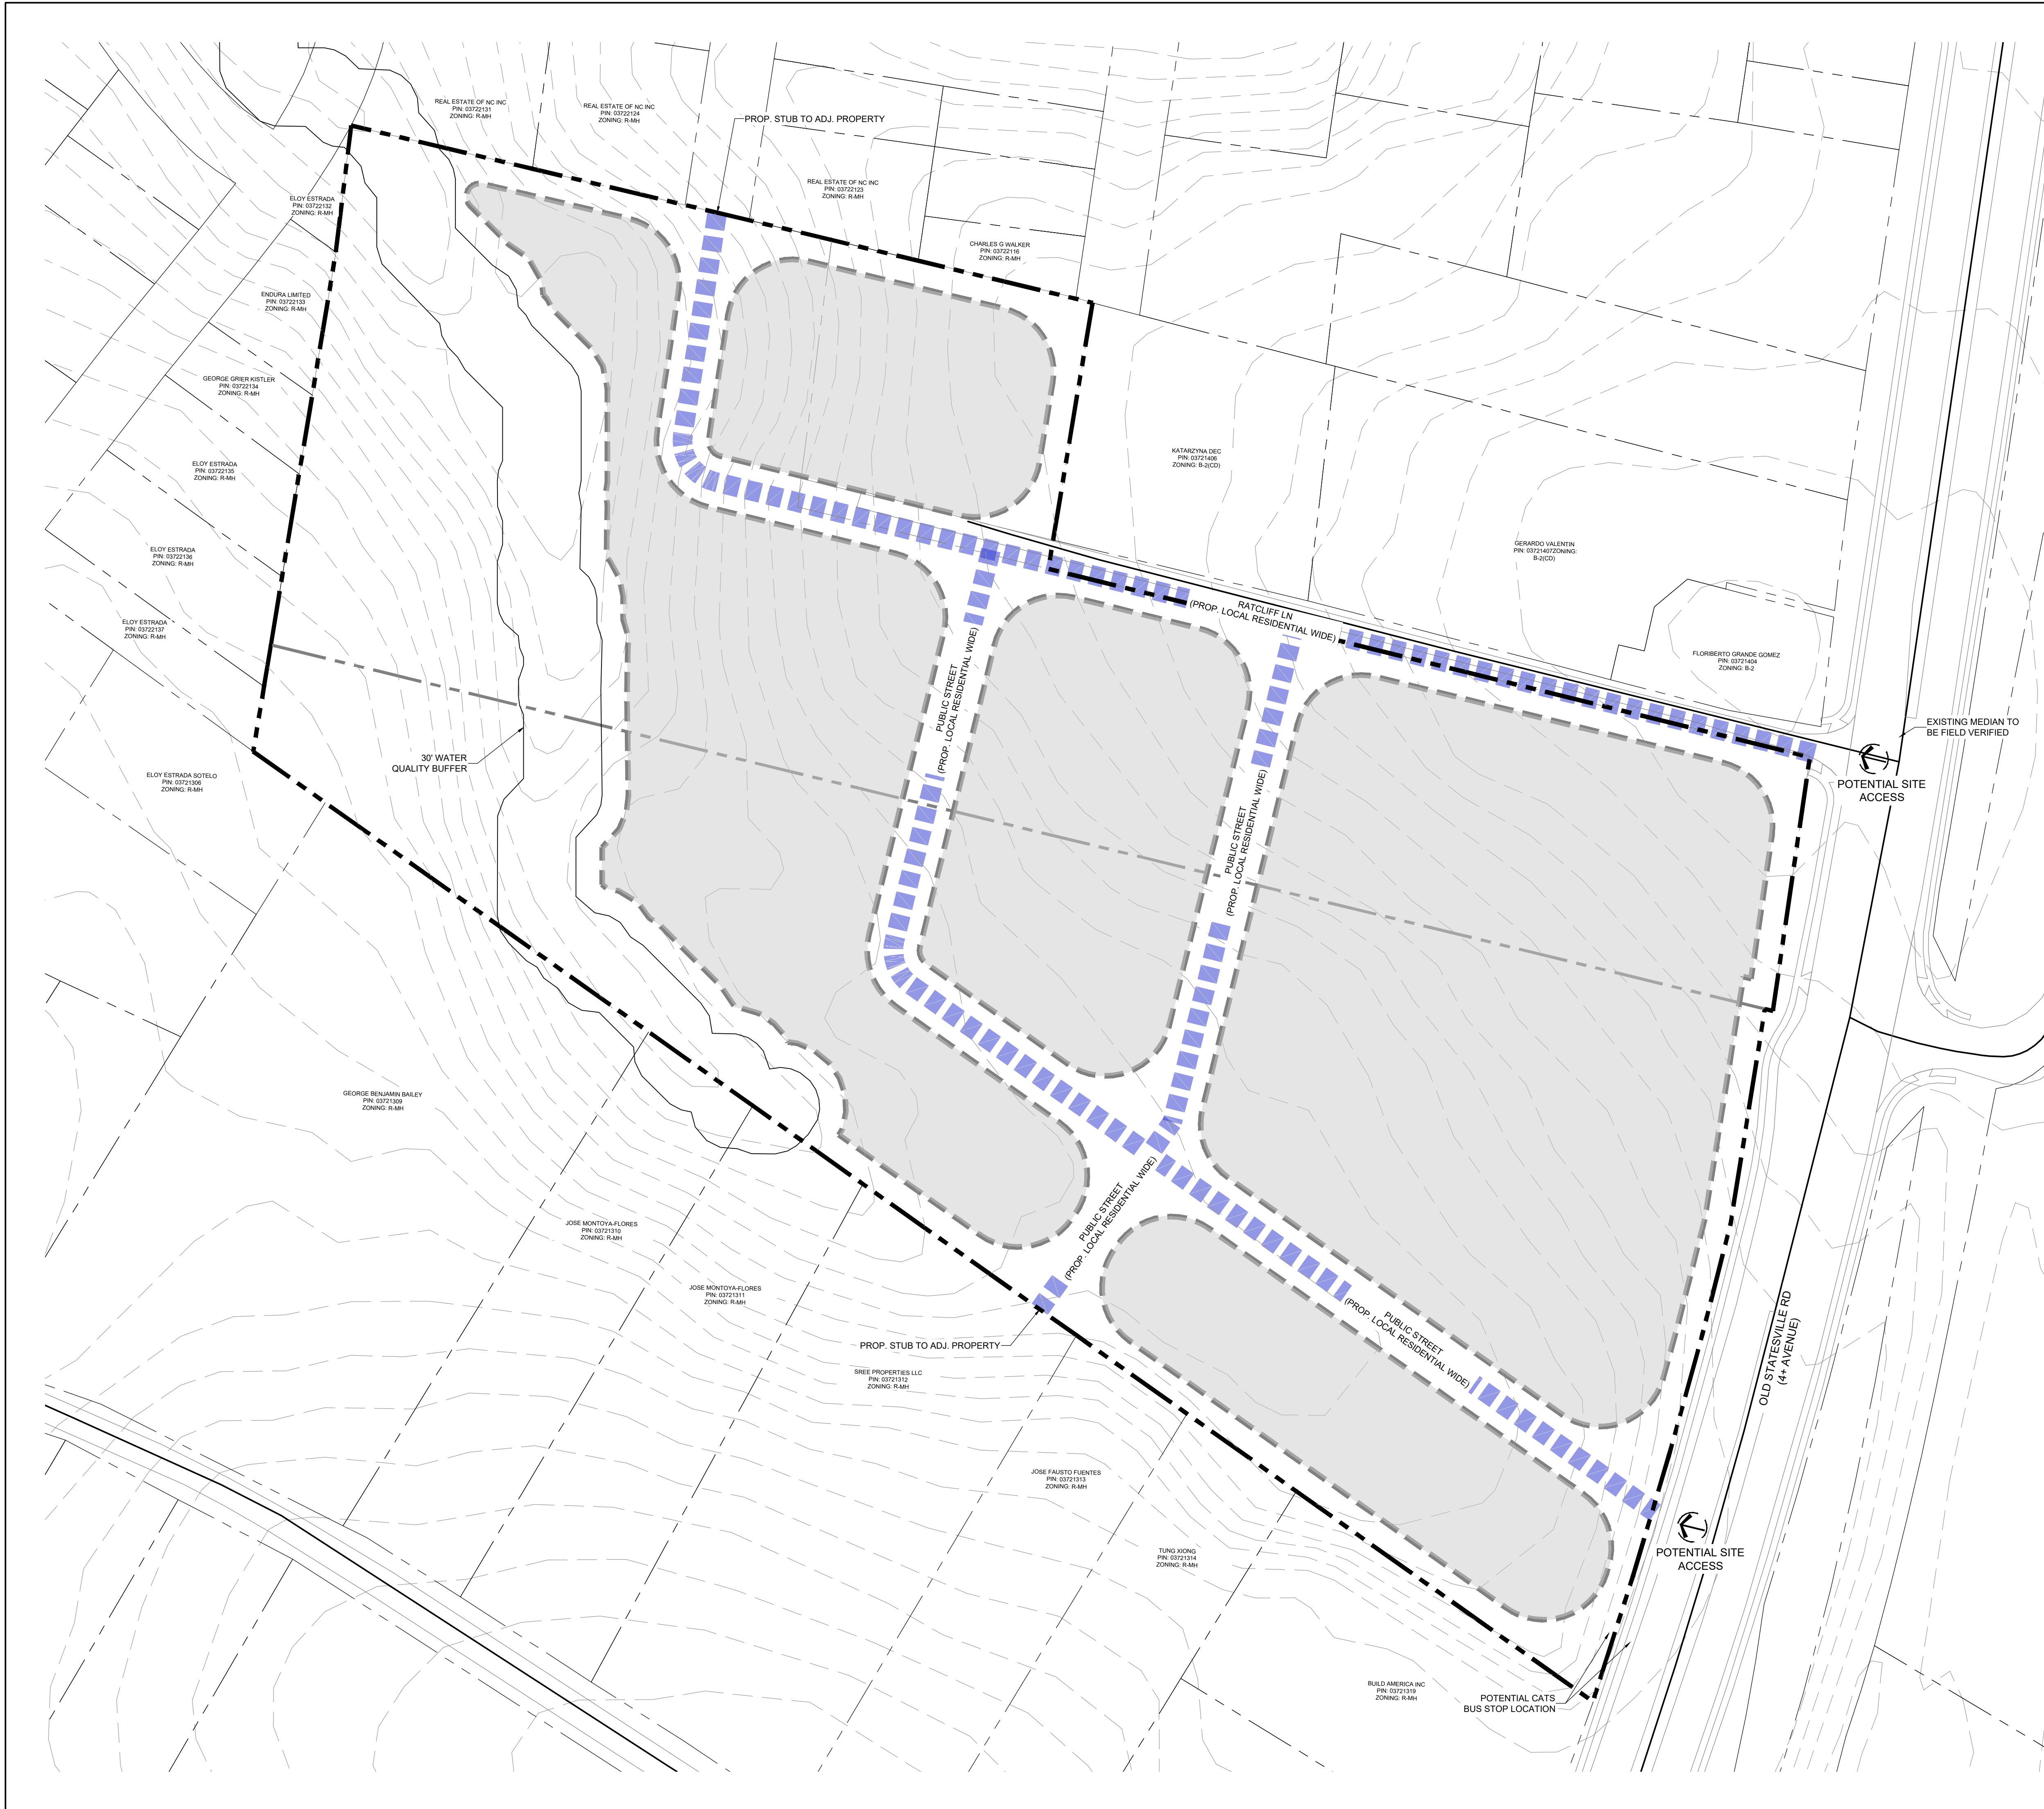 REAL ESTATE OF NC INC
PIN: 03722131
ZONING: R-MH
REAL ESTATE OF NC INC
PIN: 03722124
ZONING: R-MH
PROP. STUB TO ADJ. PROPERTY
REAL ESTATE OF NC INC
PIN: 03722123
ZONING: R-MH
ELOY ESTRADA
PIN: 03722132
ZONING: R-MH
CHARLES G WALKER
PIN: 03722116
ZONING: R-MH
ENDURA LIMITED
PIN: 03722133
ZONING: R-MH
GEORGE GRIER KISTLER
PIN: 03722134
ZONING: R-MH
KATARZYNA DEC
PIN: 03721406
ZONING: B-2(CD)
ELOY ESTRADA
PIN: 03722135
ZONING: R-MH
ELOY ESTRADA
PIN: 03722136
ZONING: R-MH
GERARDO VALENTIN
PIN: 03721407ZONING:
B-2(CD)
RATCLIFF LN
(PROP. LOCAL RESIDENTIAL WIDE)
ELOY ESTRADA
PIN: 03722137
ZONING: R-MH
FLORIBERTO GRANDE GOMEZ
PIN: 03721404
ZONING: B-2
PUBLIC STREET
(PROP. LOCAL RESIDENTIAL WIDE)
EXISTING MEDIAN TO
BE FIELD VERIFIED
30' WATER
QUALITY BUFFER
ELOY ESTRADA SOTELO
PIN: 03721306
ZONING: R-MH
POTENTIAL SITE
ACCESS
PUBLIC STREET
(PROP. LOCAL RESIDENTIAL WIDE)
GEORGE BENJAMIN BAILEY
PIN: 03721309
ZONING: R-MH
PUBLIC STREET
(PROP. LOCAL RESIDENTIAL WIDE)
JOSE MONTOYA-FLORES
PIN: 03721310
ZONING: R-MH
JOSE MONTOYA-FLORES
PIN: 03721311
ZONING: R-MH
PROP. STUB TO ADJ. PROPERTY
PUBLIC STREET
(PROP. LOCAL RESIDENTIAL WIDE)
OLD STATESVILLE RD
(4+ AVENUE)
SREE PROPERTIES LLC
PIN: 03721312
ZONING: R-MH
JOSE FAUSTO FUENTES
PIN: 03721313
ZONING: R-MH
TUNG XIONG
PIN: 03721314
ZONING: R-MH
POTENTIAL SITE
ACCESS
BUILD AMERICA INC
PIN: 03721319
ZONING: R-MH
POTENTIAL CATS
BUS STOP LOCATION